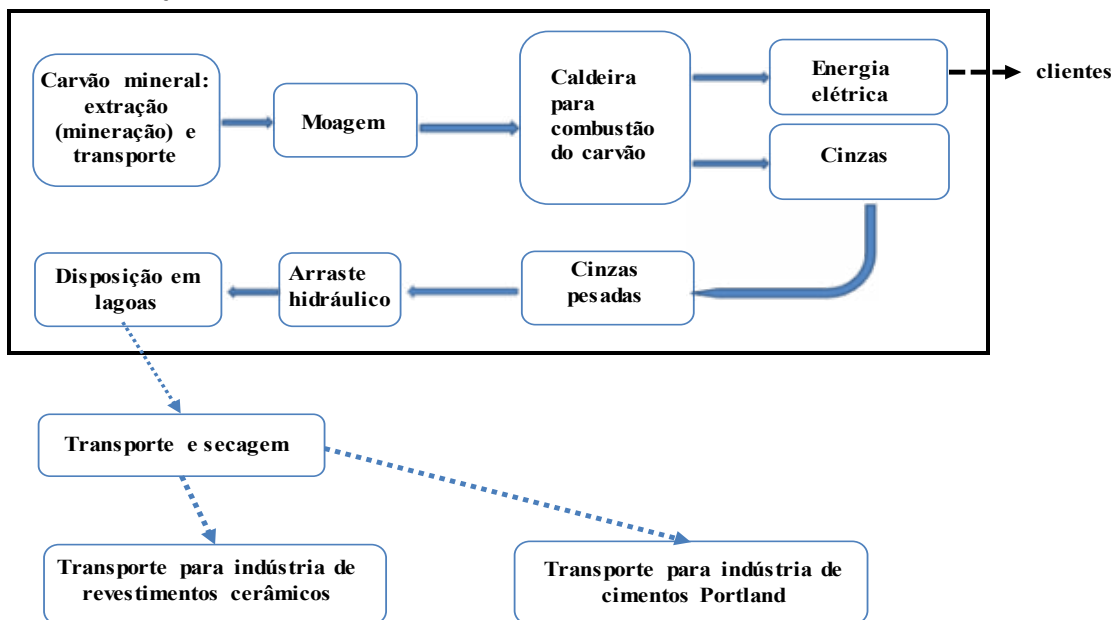 Carvão mineral:
extração
(mineração) e
transporte
Moagem
Caldeira
para
combustão
do carvão
Energia
elétrica
clientes
Cinzas
Disposição em
lagoas
Arraste
hidráulico
Cinzas
pesadas
Transporte e secagem
Transporte para indústria de
revestimentos cerâmicos
Transporte para indústria de
cimentos Portland